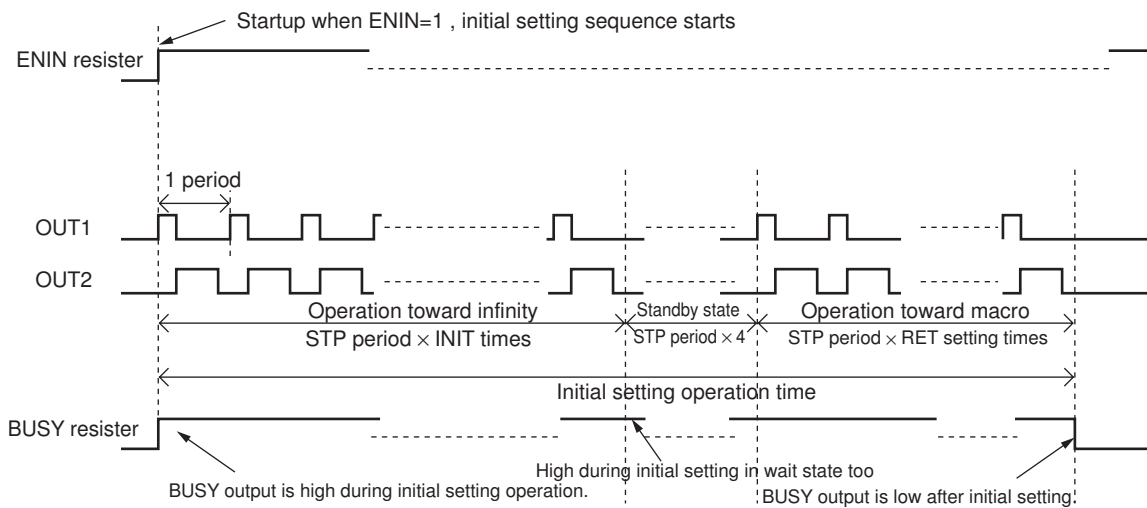 Startup when ENIN=1 , initial setting sequence starts
ENIN resister
1 period
OUT1
OUT2
Operation toward infinity
STP period × INIT times
Standby state
STP period × 4
Operation toward macro
STP period × RET setting times
Initial setting operation time
BUSY resister
High during initial setting in wait state too
BUSY output is high during initial setting operation.
BUSY output is low after initial setting.